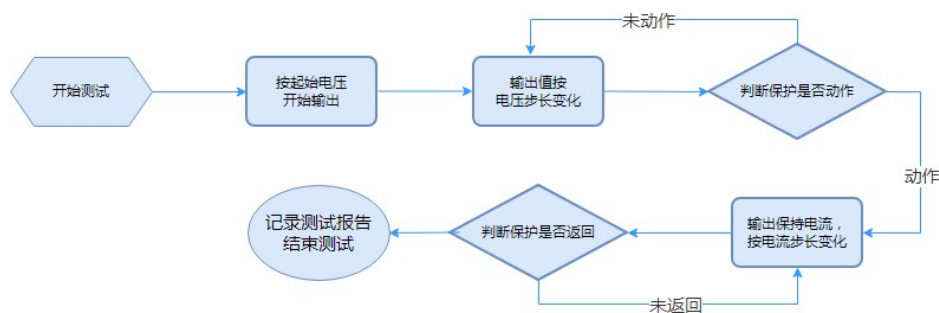 未动作
开始测试
按起始电压
开始输出
输出值按
电压步长变化
判断保护是否动作
动作
记录测试报告
结束测试
判断保护是否返回
输出保持电流，
按电流步长变化
未返回